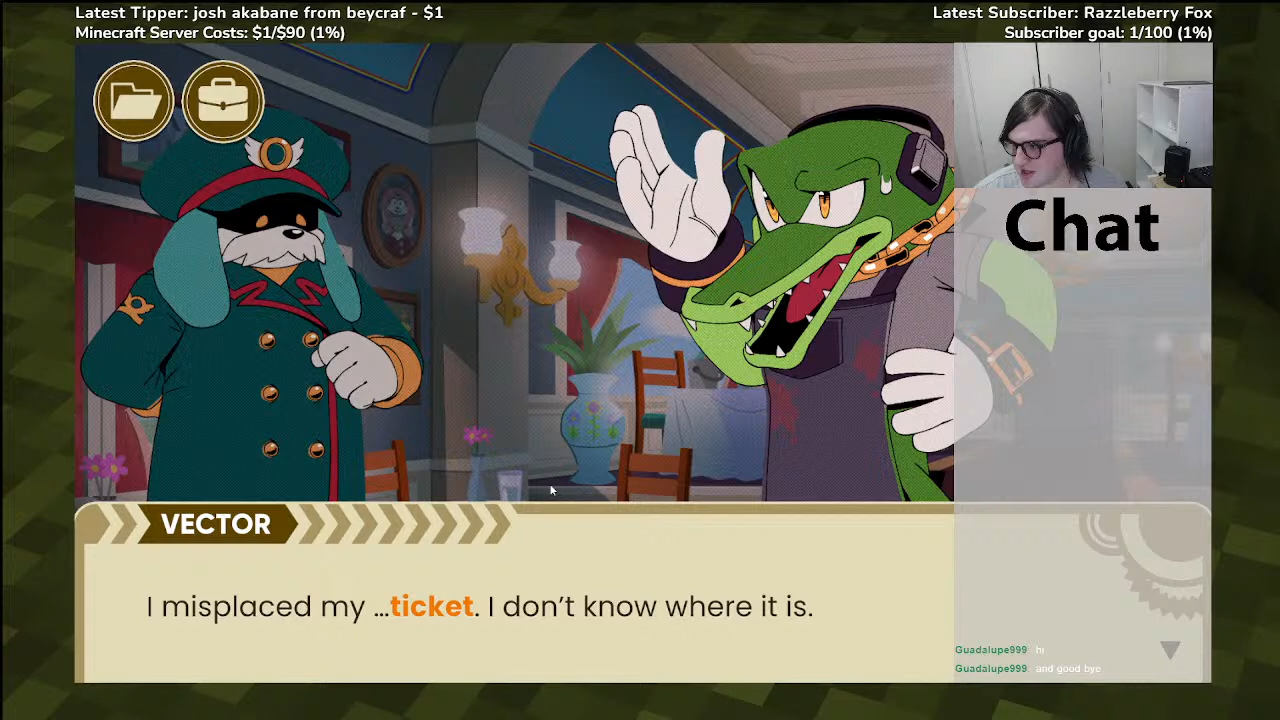 Latest Tipper: josh akabane from beycraf - $1
Minecraft Server Costs: $1/$90 (1%)
Latest Subscriber: Razzleberry Fox
Subscriber goal: 1/100 (1%)
Chat
VECTOR
I misplaced my ...ticket. I don't know where it is.
Guadalupe999 hi
Guadalupe999 and good bye